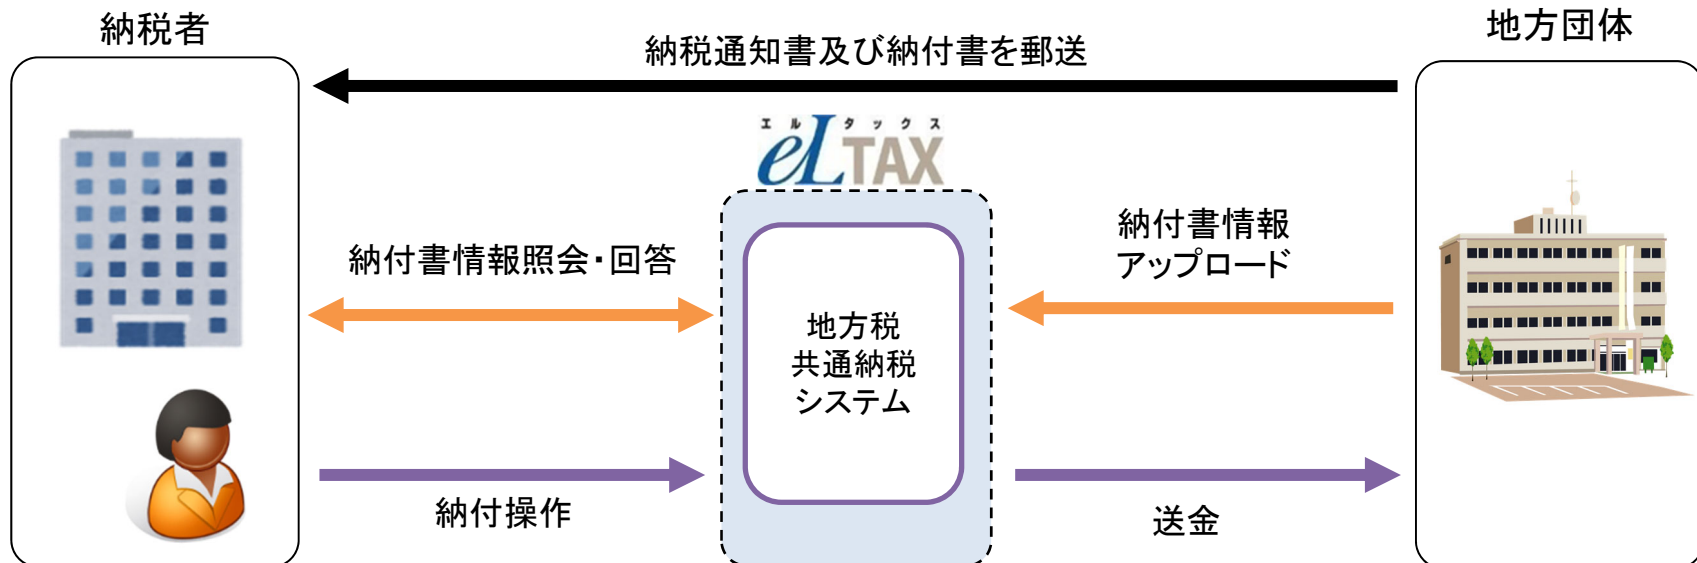 納税者
地方団体
納税通知書及び納付書を郵送
エルタックス
eLTAX
納付書情報照会・回答
納付書情報
アップロード
地方税
共通納税
システム
納付操作
送金